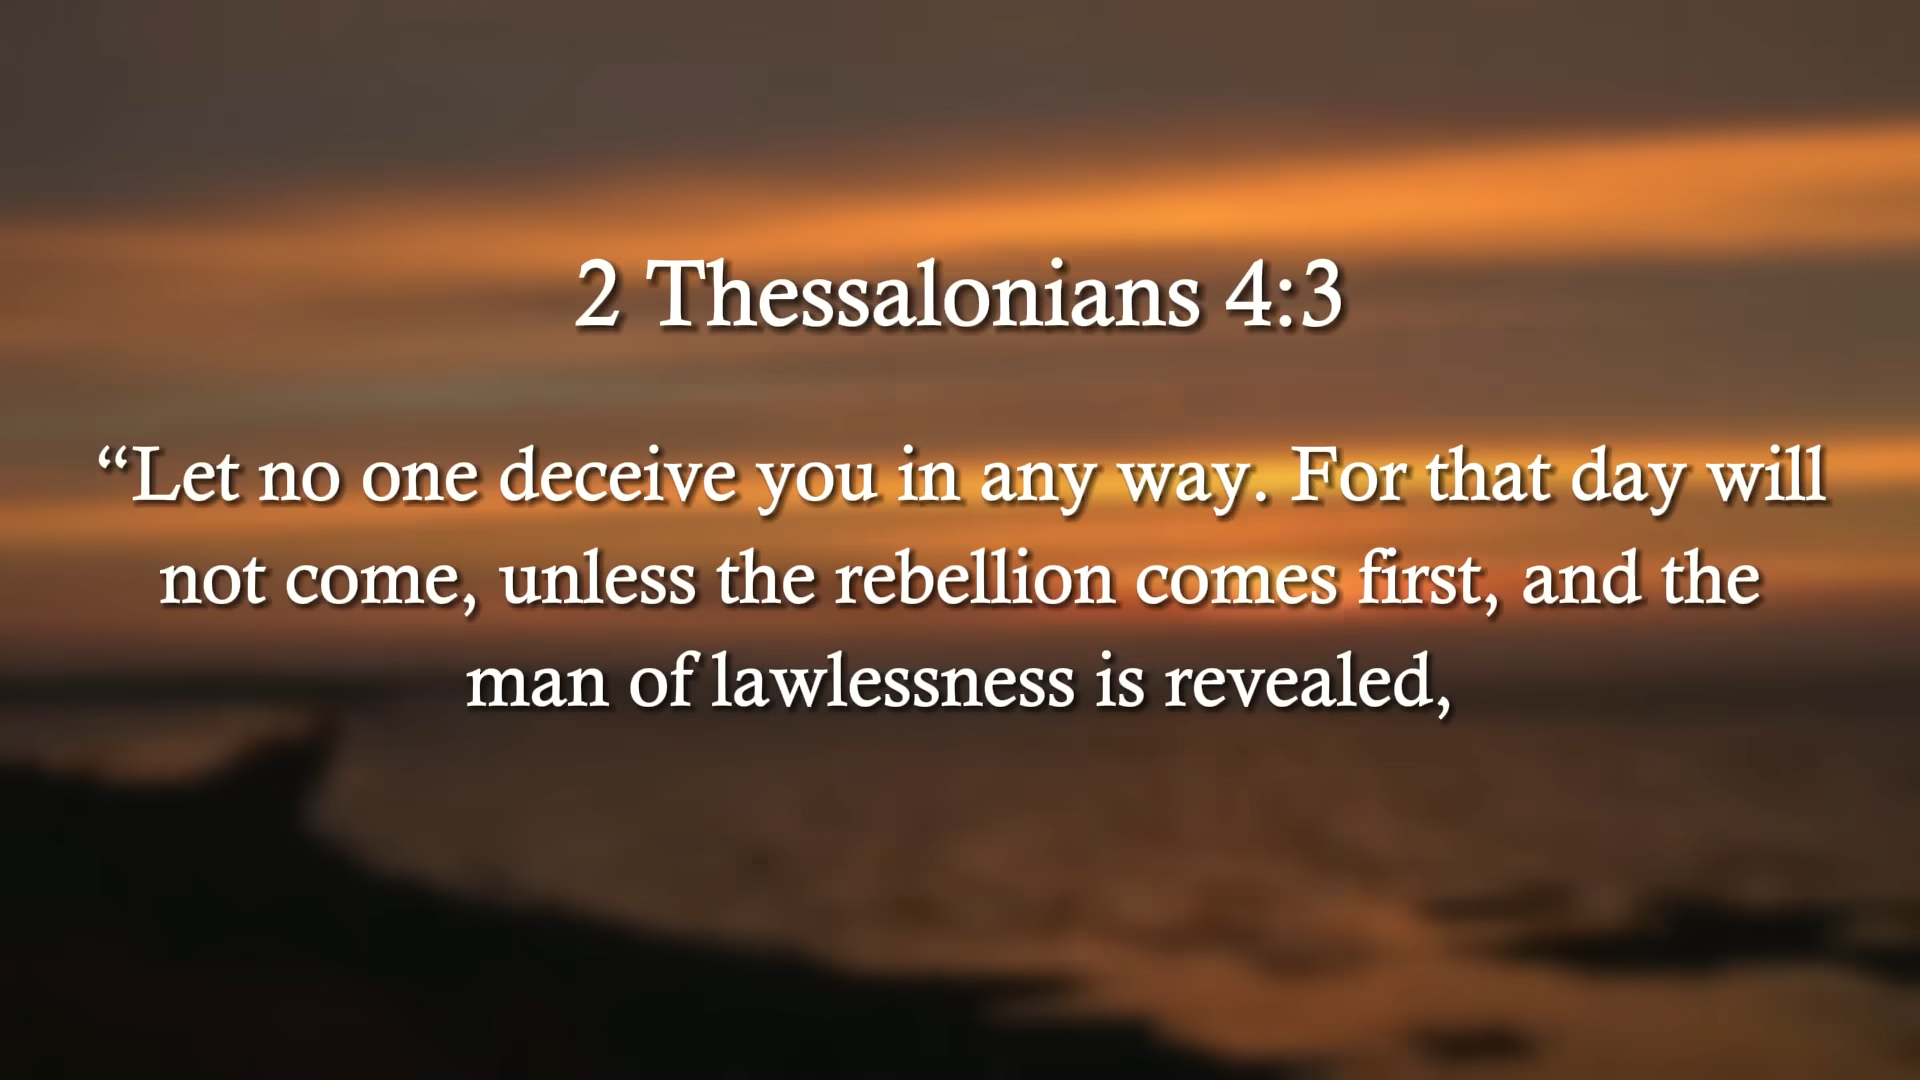 2 Thessalonians 4:3
“Let no one deceive you in any way. For that day will
not come, unless the rebellion comes first, and the
man of lawlessness is revealed,